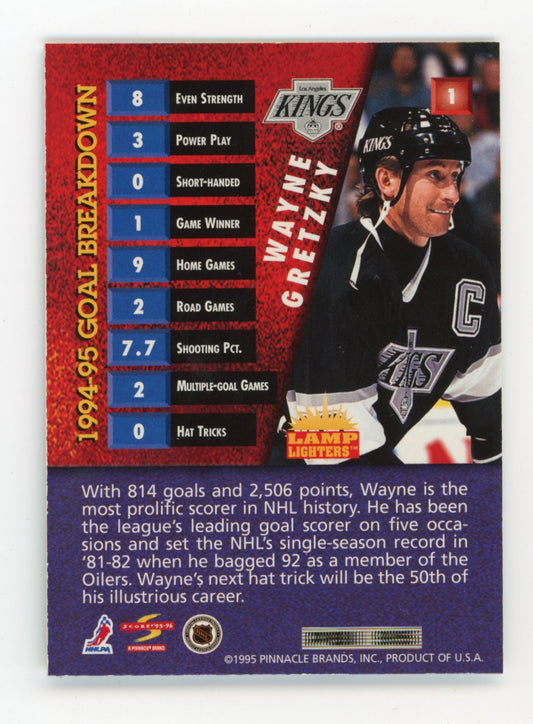 1994-95 GOAL BREAKDOWN
8 EVEN STRENGTH
3 POWER PLAY
0 SHORT-HANDED
1 GAME WINNER
9 HOME GAMES
2 ROAD GAMES
7.7 SHOOTING PCT.
2 MULTIPLE-GOAL GAMES
0 HAT TRICKS
Los Angeles
KINGS®
WAYNE
GRETZKY
1
KINGS
C
LAMP
LIGHTERS™
With 814 goals and 2,506 points, Wayne is the
most prolific scorer in NHL history. He has been
the league's leading goal scorer on five occa-
sions and set the NHL's single-season record in
'81-82 when he bagged 92 as a member of the
Oilers. Wayne's next hat trick will be the 50th of
his illustrious career.
NHLPA
SCORE® '95-96
A PINNACLE® BRAND
©1995 PINNACLE BRANDS, INC., PRODUCT OF U.S.A.